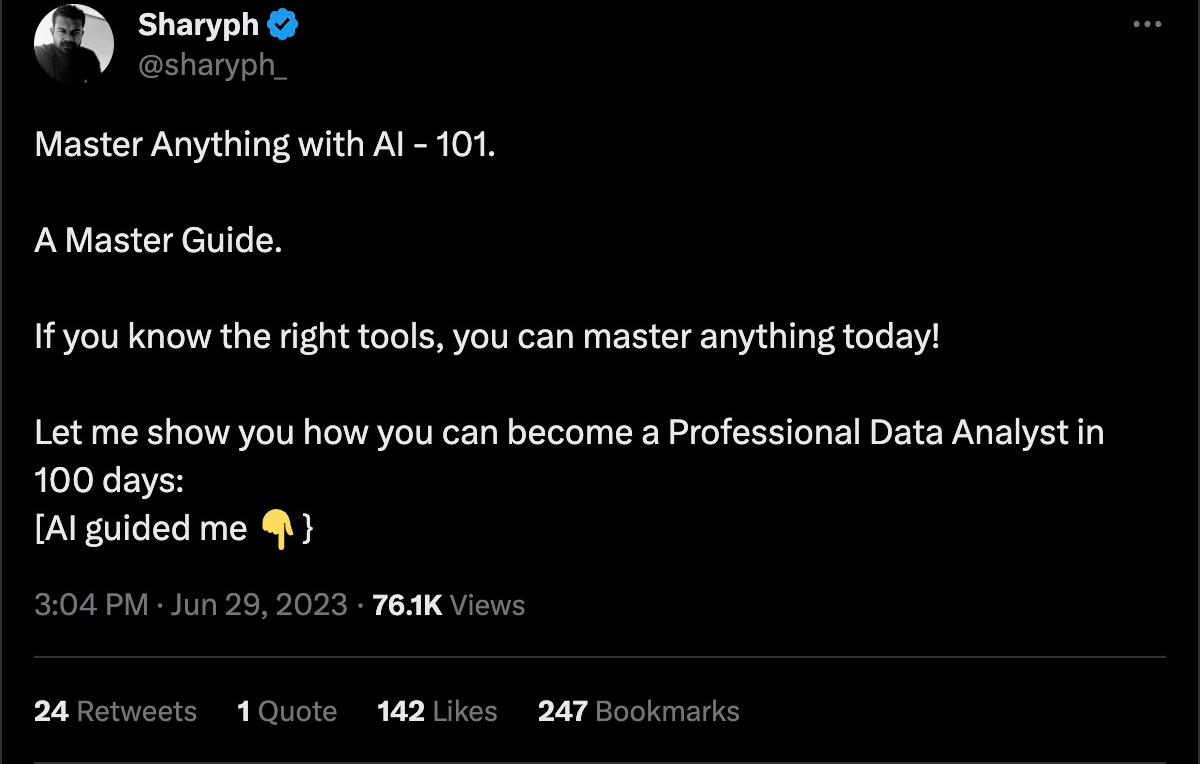 Sharyph
@sharyph_
Master Anything with AI - 101.
A Master Guide.
If you know the right tools, you can master anything today!
Let me show you how you can become a Professional Data Analyst in
100 days:
[AI guided me 👇 }
3:04 PM · Jun 29, 2023 · 76.1K Views
24 Retweets 1 Quote 142 Likes 247 Bookmarks